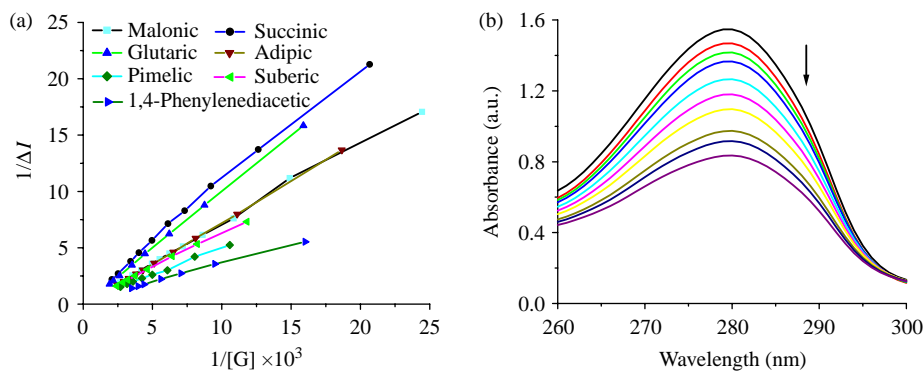 (a)
Malonic
Succinic
Glutaric
Adipic
Pimelic
Suberic
1,4-Phenylenediacetic
1/ΔI
25
20
15
10
5
1
0 5 10 15 20 25
1/[G] ×10³
(b)
Absorbance (a.u.)
1.6
1.2
0.8
0.4
0
260 270 280 290 300
Wavelength (nm)